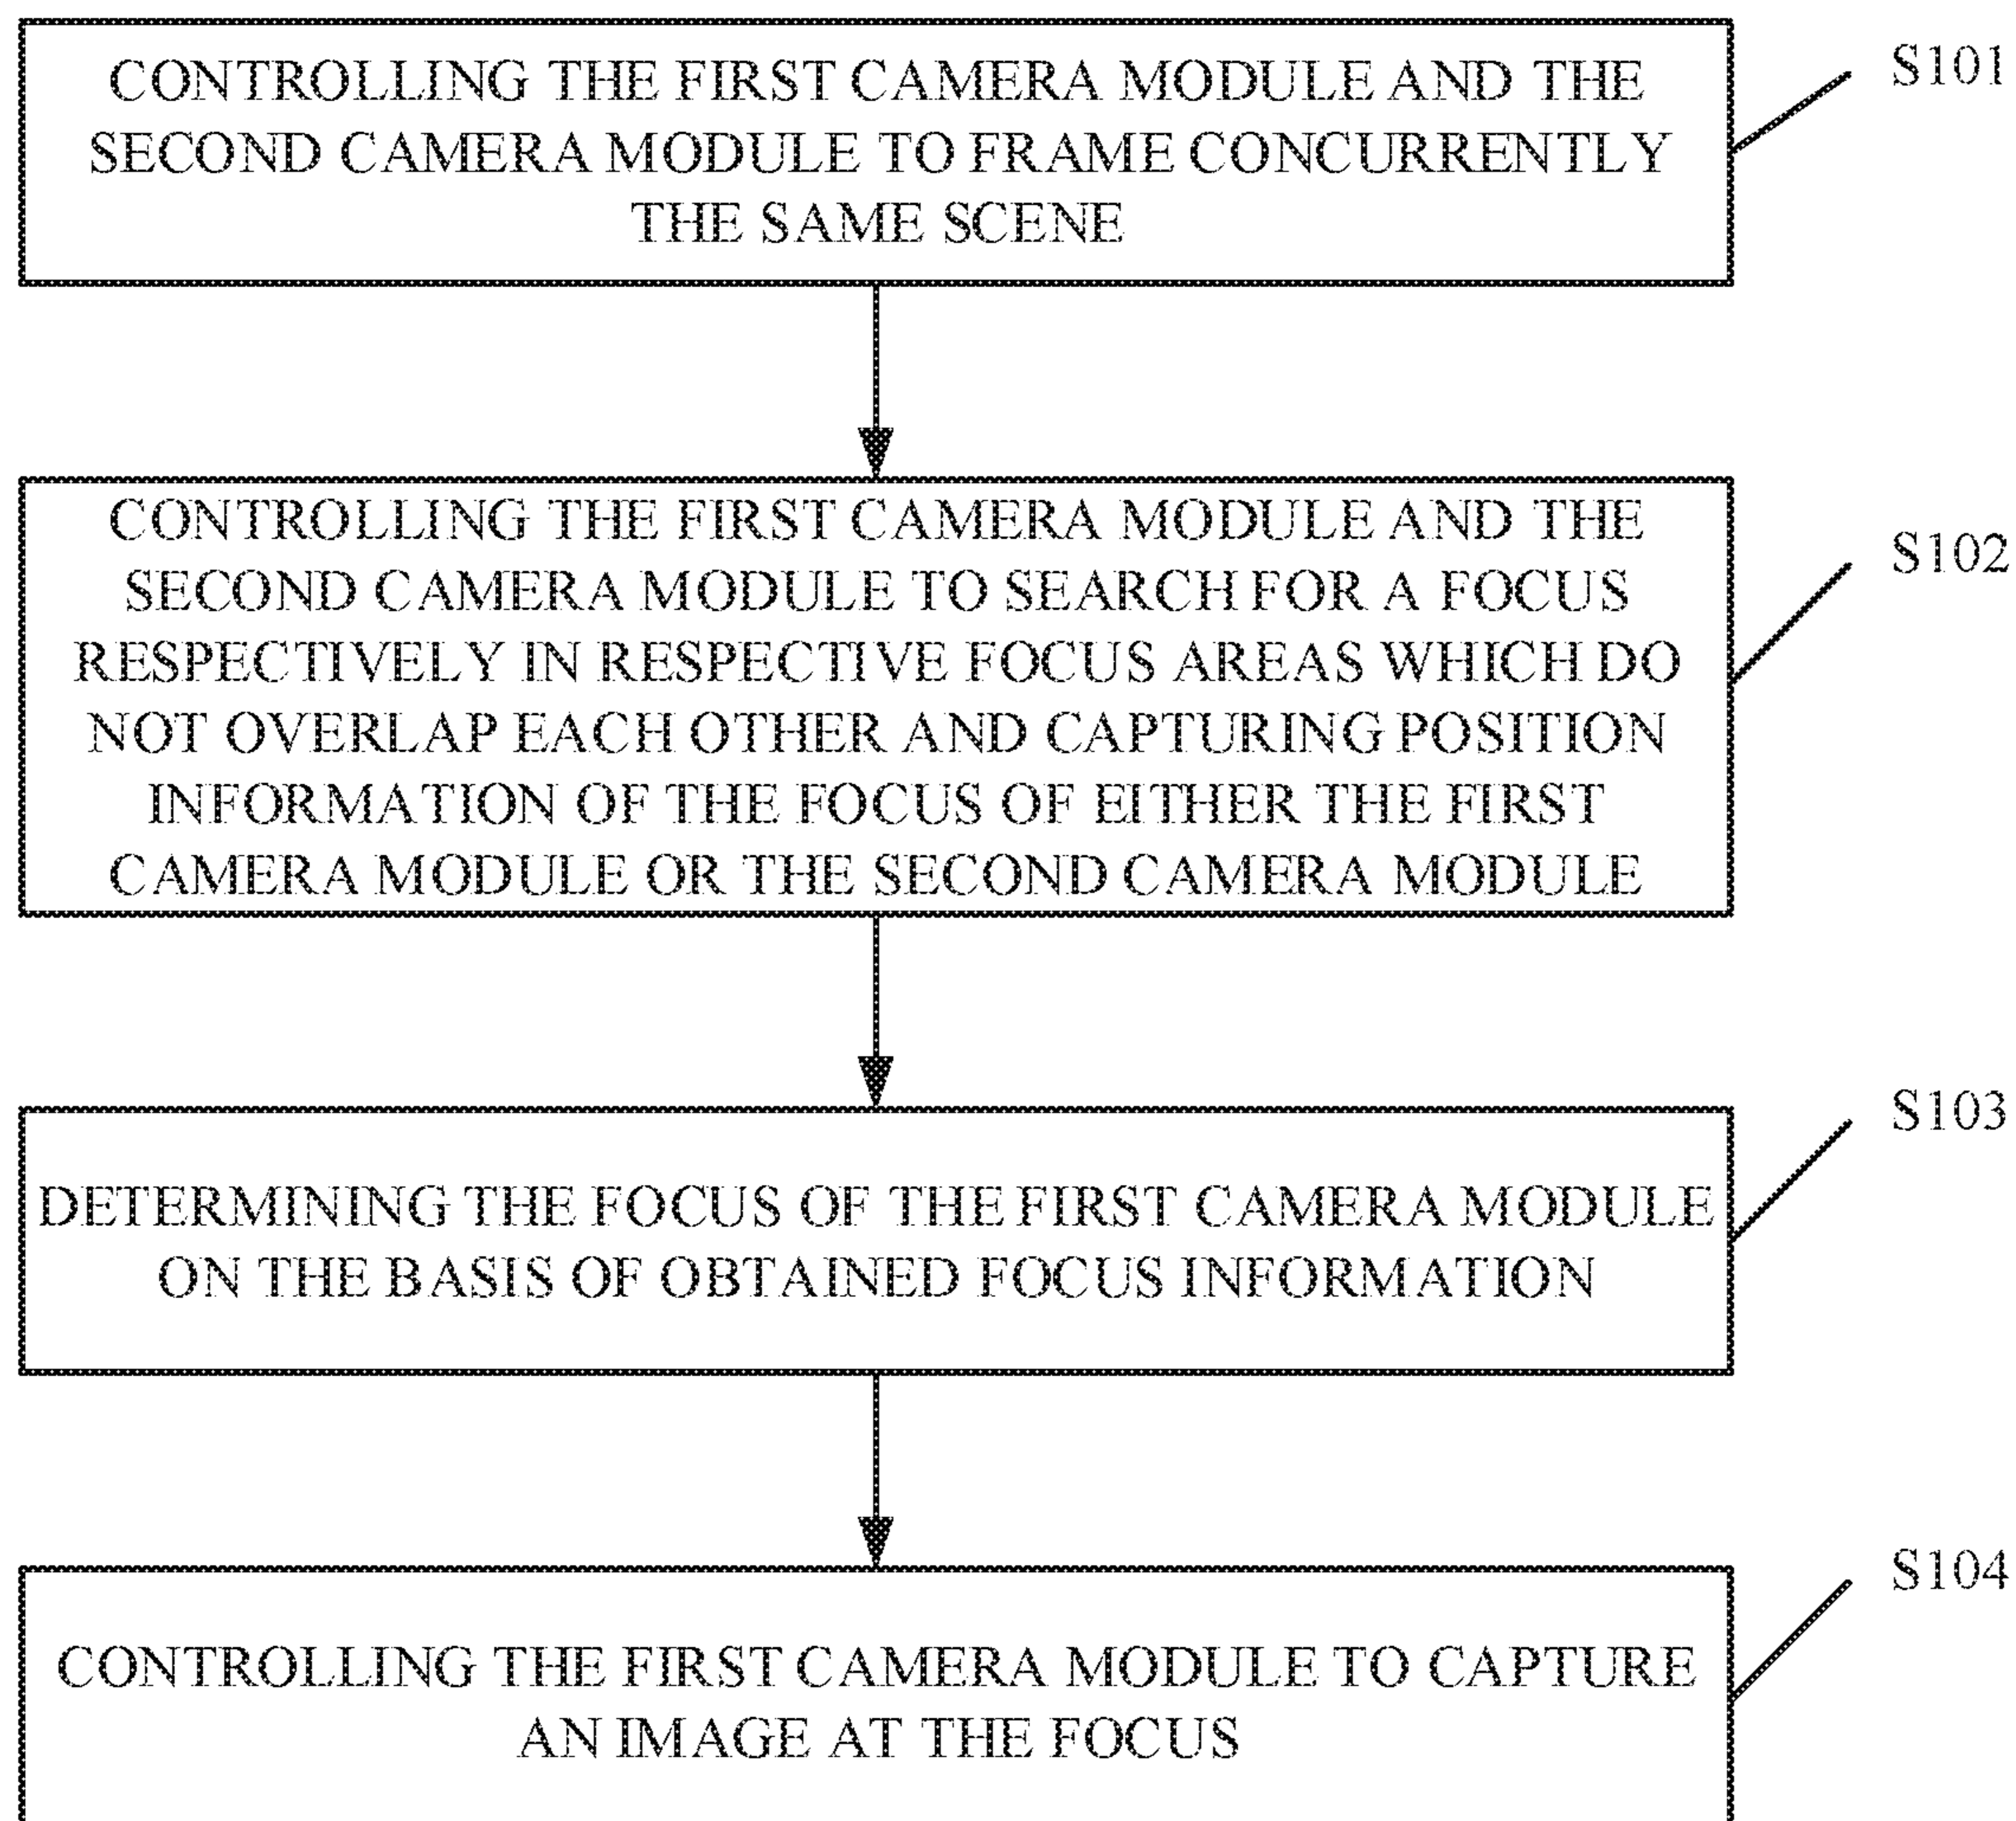 CONTROLLING THE FIRST CAMERA MODULE AND THE
SECOND CAMERA MODULE TO FRAME CONCURRENTLY
THE SAME SCENE
S101
CONTROLLING THE FIRST CAMERA MODULE AND THE
SECOND CAMERA MODULE TO SEARCH FOR A FOCUS
RESPECTIVELY IN RESPECTIVE FOCUS AREAS WHICH DO
NOT OVERLAP EACH OTHER AND CAPTURING POSITION
INFORMATION OF THE FOCUS OF EITHER THE FIRST
CAMERA MODULE OR THE SECOND CAMERA MODULE
S102
DETERMINING THE FOCUS OF THE FIRST CAMERA MODULE
ON THE BASIS OF OBTAINED FOCUS INFORMATION
S103
CONTROLLING THE FIRST CAMERA MODULE TO CAPTURE
AN IMAGE AT THE FOCUS
S104